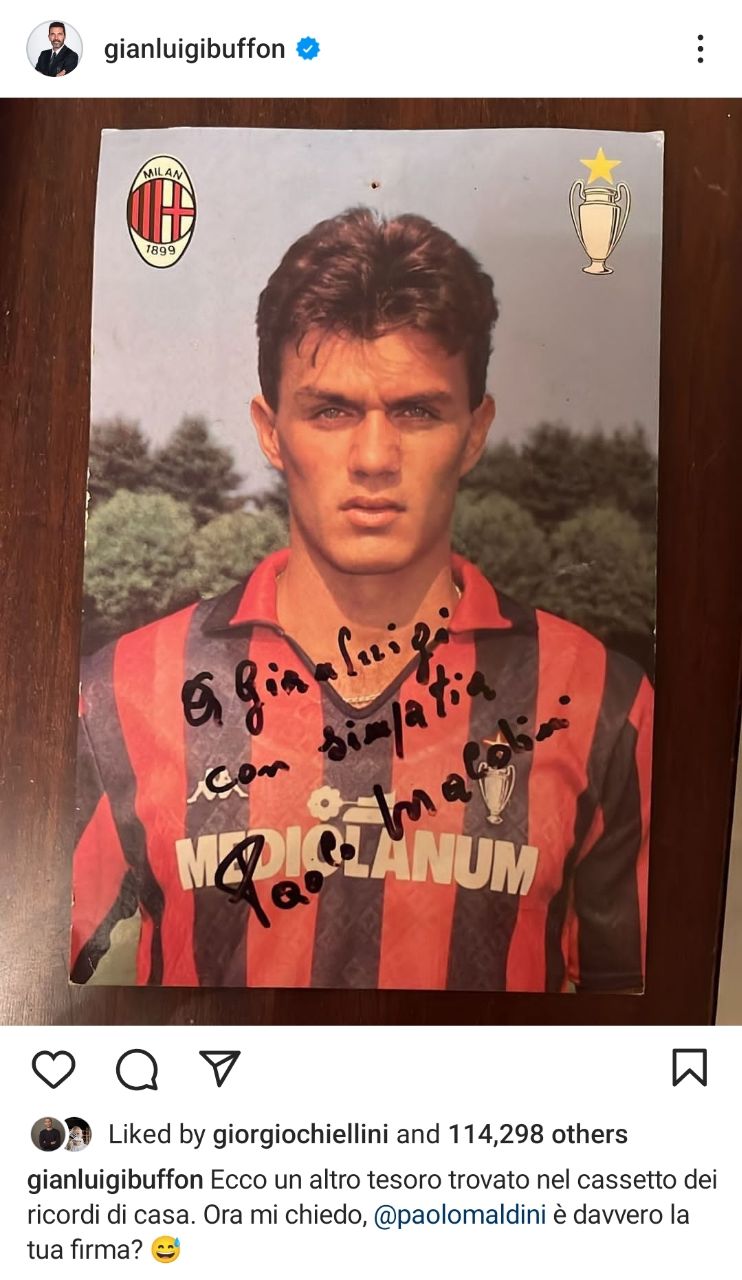 gianluigibuffon
MILAN
1899
A Gianluigi
con simpatia
Paolo Maldini
MEDIOLANUM
Liked by giorgiochiellini and 114,298 others
gianluigibuffon Ecco un altro tesoro trovato nel cassetto dei
ricordi di casa. Ora mi chiedo, @paolomaldini è davvero la
tua firma? 😅